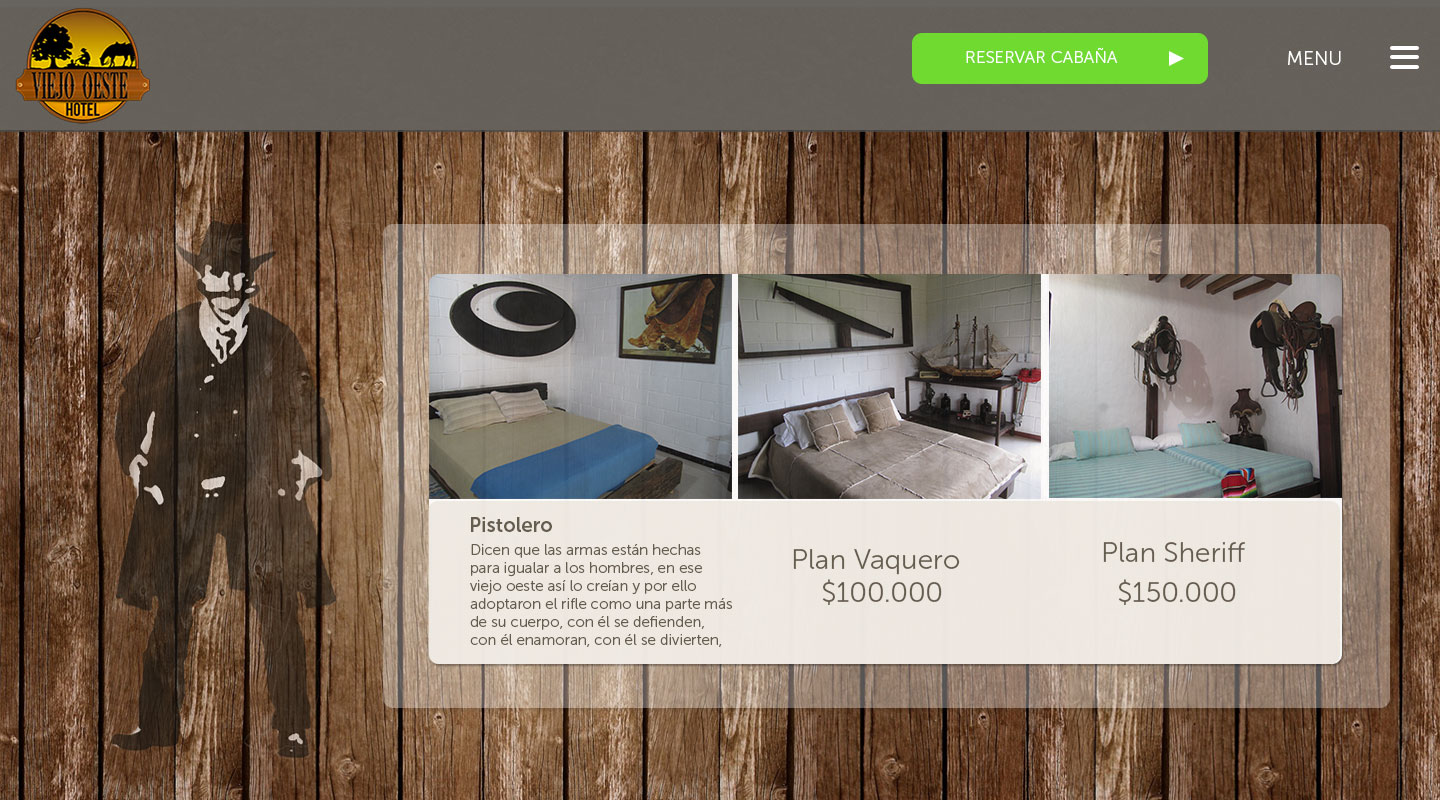 VIEJO OESTE
HOTEL
RESERVAR CABAÑA
MENU
Pistolero
Dicen que las armas están hechas
para igualar a los hombres, en ese
viejo oeste así lo creían y por ello
adoptaron el rifle como una parte más
de su cuerpo, con él se defienden,
con él enamoran, con él se divierten,
Plan Vaquero
$100.000
Plan Sheriff
$150.000